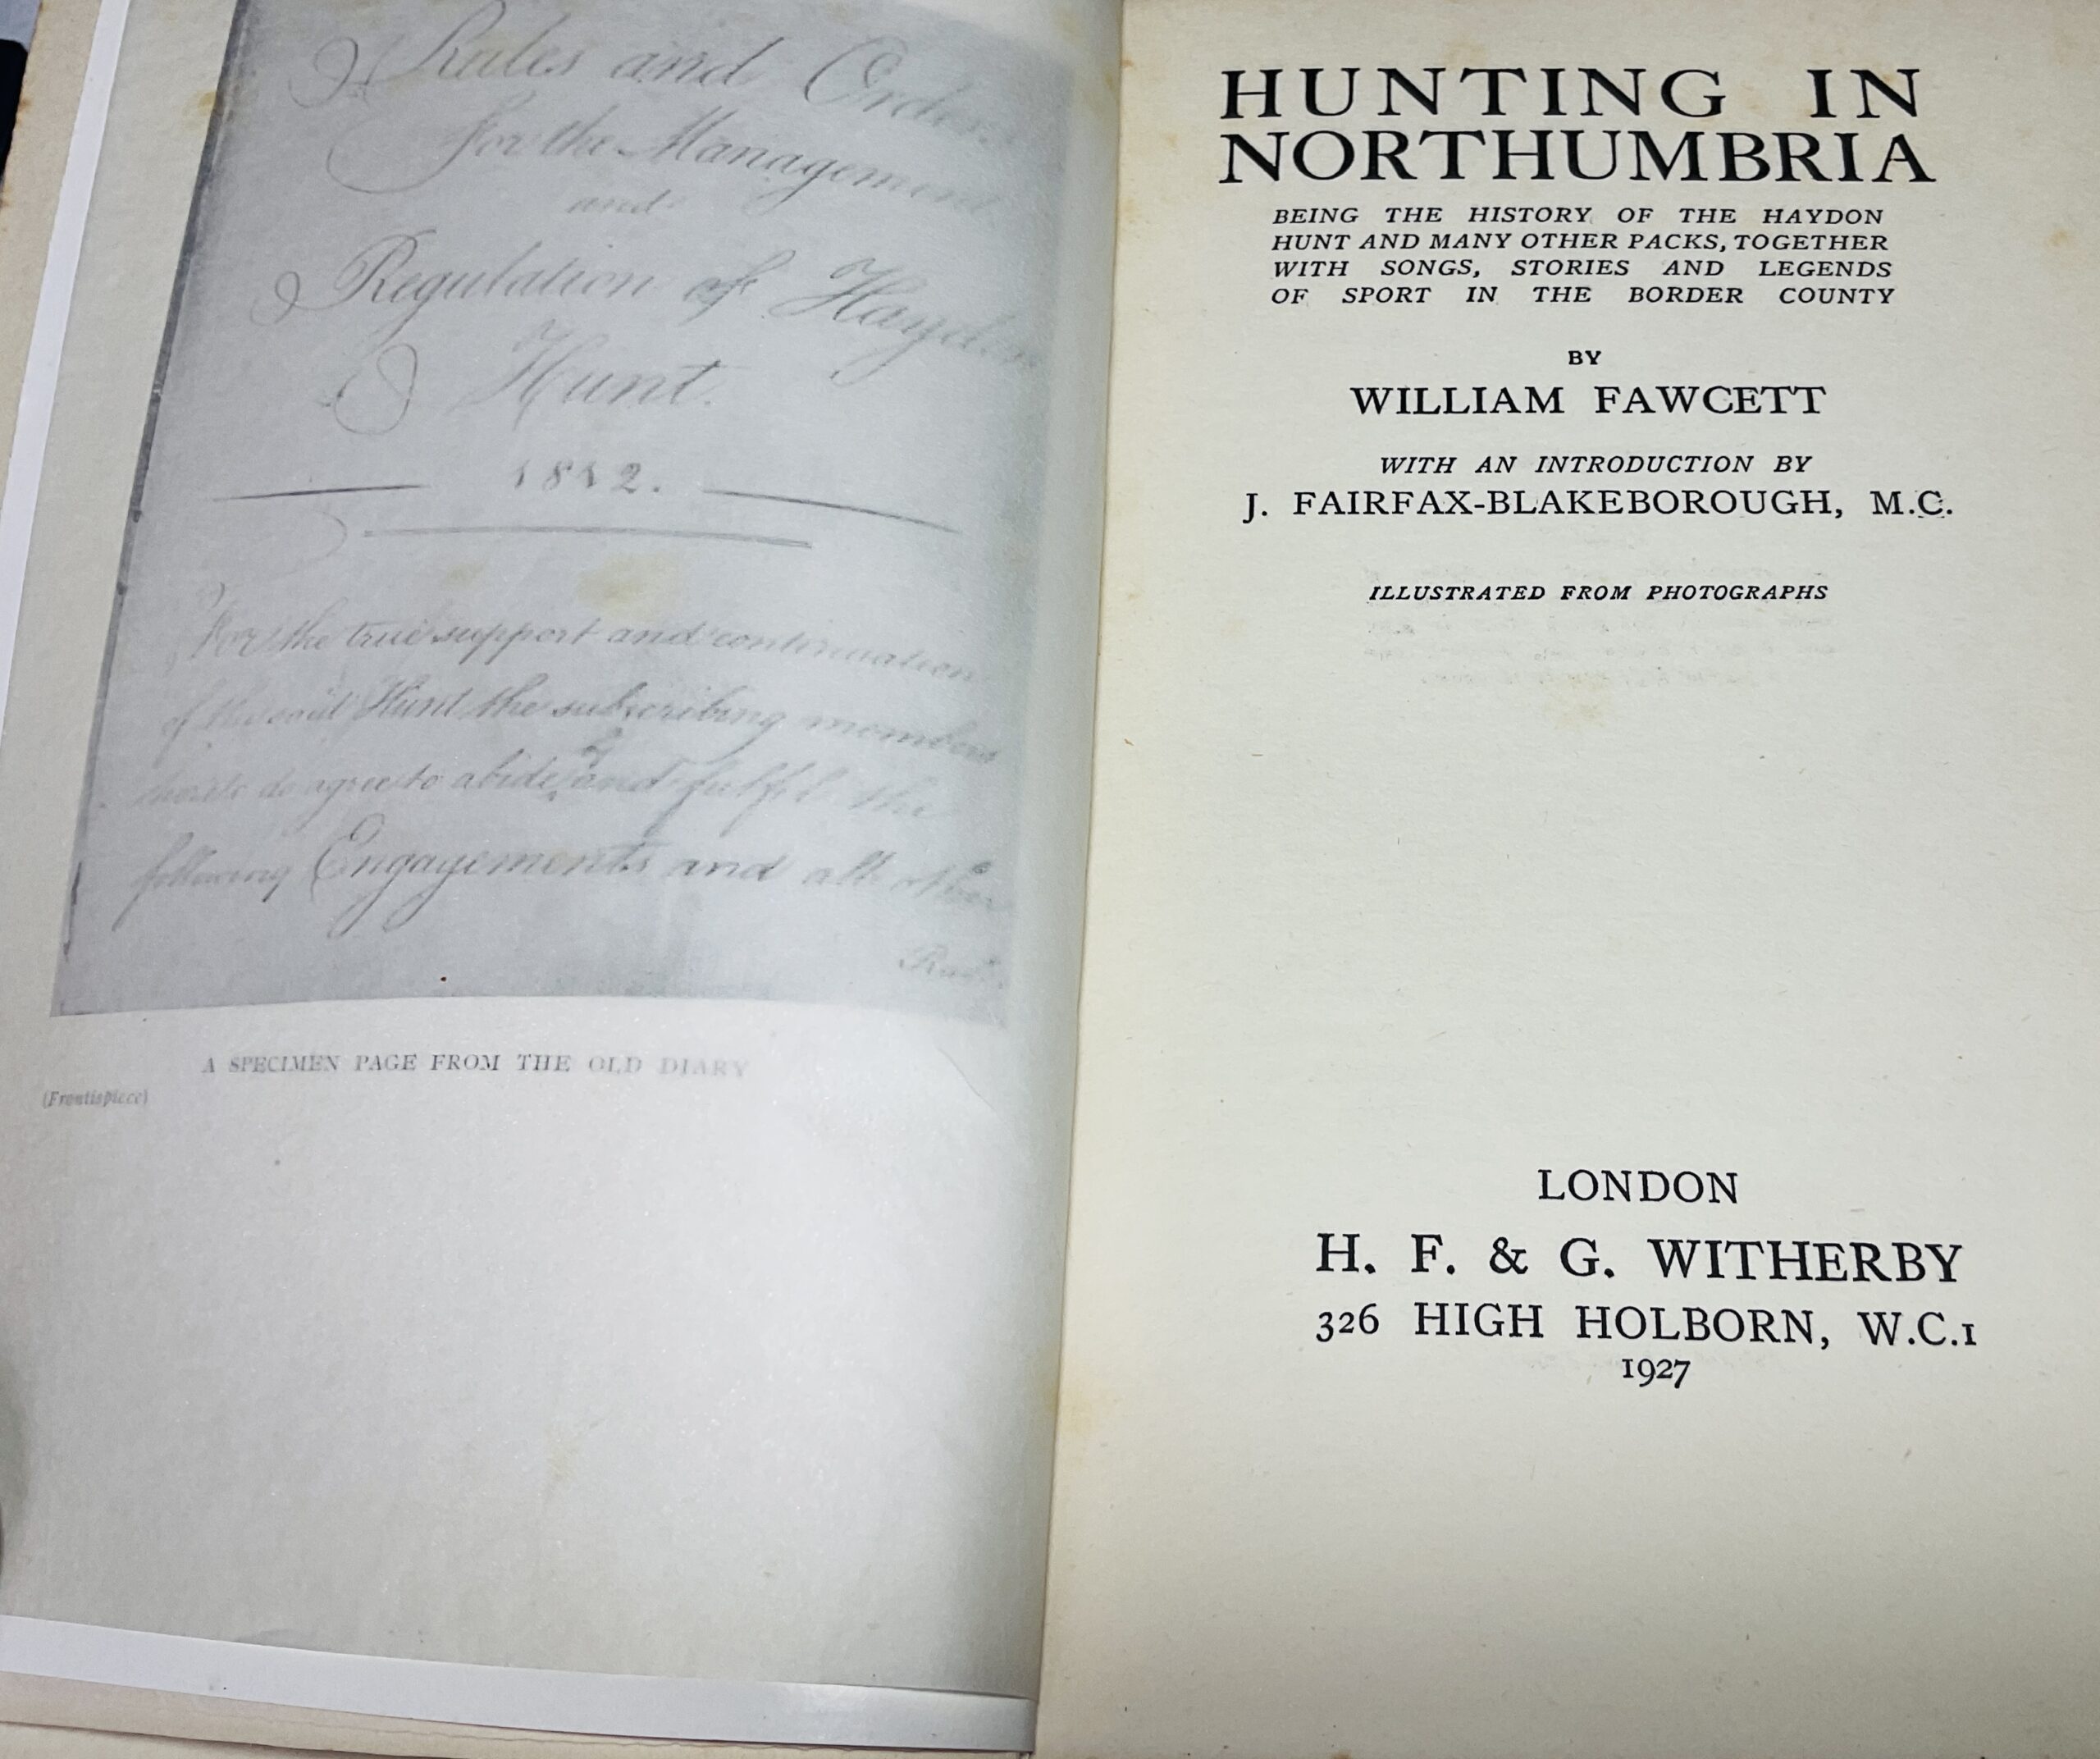 Rules and Orders
for the Management
and
Regulation of Haydon
Hunt.
1812.
For the true support and continuation
of the said Hunt the subscribing members
do agree to abide by and fulfil the
following Engagements and all other
A SPECIMEN PAGE FROM THE OLD DIARY
(Frontispiece)
HUNTING IN
NORTHUMBRIA
BEING THE HISTORY OF THE HAYDON
HUNT AND MANY OTHER PACKS, TOGETHER
WITH SONGS, STORIES AND LEGENDS
OF SPORT IN THE BORDER COUNTY
BY
WILLIAM FAWCETT
WITH AN INTRODUCTION BY
J. FAIRFAX-BLAKEBOROUGH, M.C.
ILLUSTRATED FROM PHOTOGRAPHS
LONDON
H. F. & G. WITHERBY
326 HIGH HOLBORN, W.C.1
1927